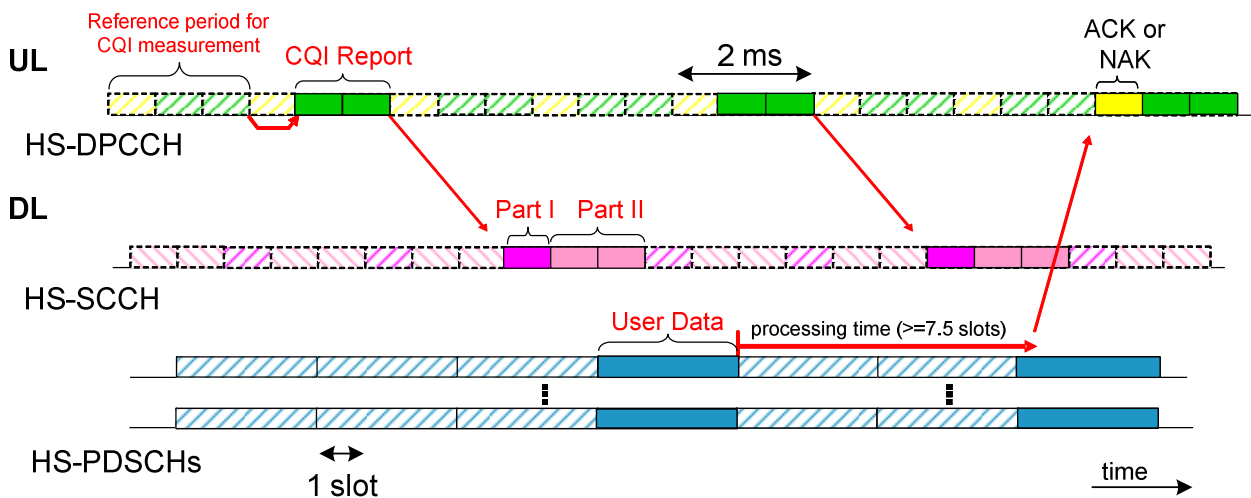 Reference period for
CQI measurement
UL
CQI Report
2 ms
ACK or
NAK
HS-DPCCH
DL
Part I
Part II
HS-SCCH
User Data
processing time (>=7.5 slots)
HS-PDSCHs
1 slot
time